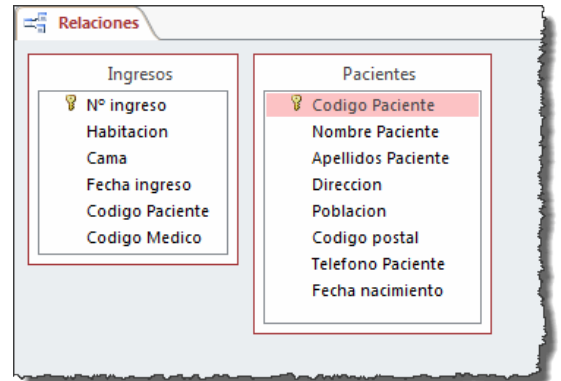 Relaciones
Ingresos
Nº ingreso
Habitacion
Cama
Fecha ingreso
Codigo Paciente
Codigo Medico
Pacientes
Codigo Paciente
Nombre Paciente
Apellidos Paciente
Direccion
Poblacion
Codigo postal
Telefono Paciente
Fecha nacimiento